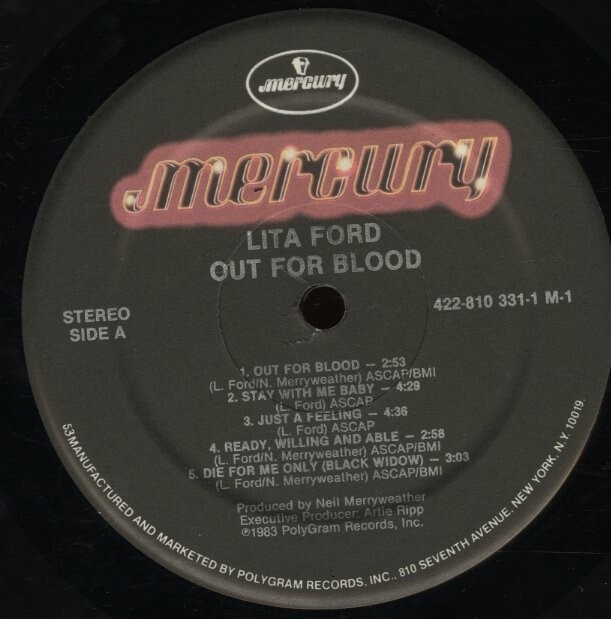 mercury
mercury
LITA FORD
OUT FOR BLOOD
STEREO
SIDE A
422-810 331-1 M-1
1. OUT FOR BLOOD — 2:53
(L. Ford/N. Merryweather) ASCAP/BMI
2. STAY WITH ME BABY — 4:29
(L. Ford) ASCAP
3. JUST A FEELING — 4:36
(L. Ford) ASCAP
4. READY, WILLING AND ABLE — 2:58
(L. Ford/N. Merryweather) ASCAP/BMI
5. DIE FOR ME ONLY (BLACK WIDOW) — 3:03
(L. Ford/N. Merryweather) ASCAP/BMI
Produced by Neil Merryweather
Executive Producer: Artie Ripp
℗1983 PolyGram Records, Inc.
53 MANUFACTURED AND MARKETED BY POLYGRAM RECORDS, INC., 810 SEVENTH AVENUE, NEW YORK, N.Y. 10019.